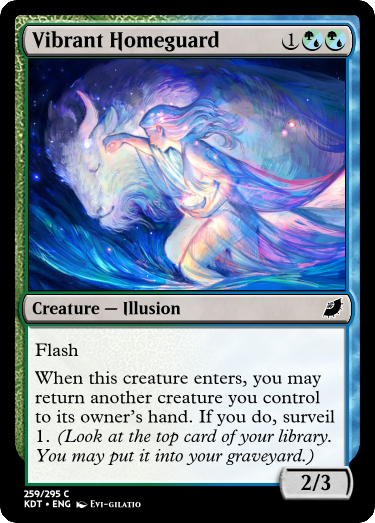 Vibrant Homeguard 1
Creature — Illusion
Flash
When this creature enters, you may
return another creature you control
to its owner's hand. If you do, surveil
1. (Look at the top card of your library.
You may put it into your graveyard.)
2/3
259/295 C
KDT • ENG Evi-gilatio